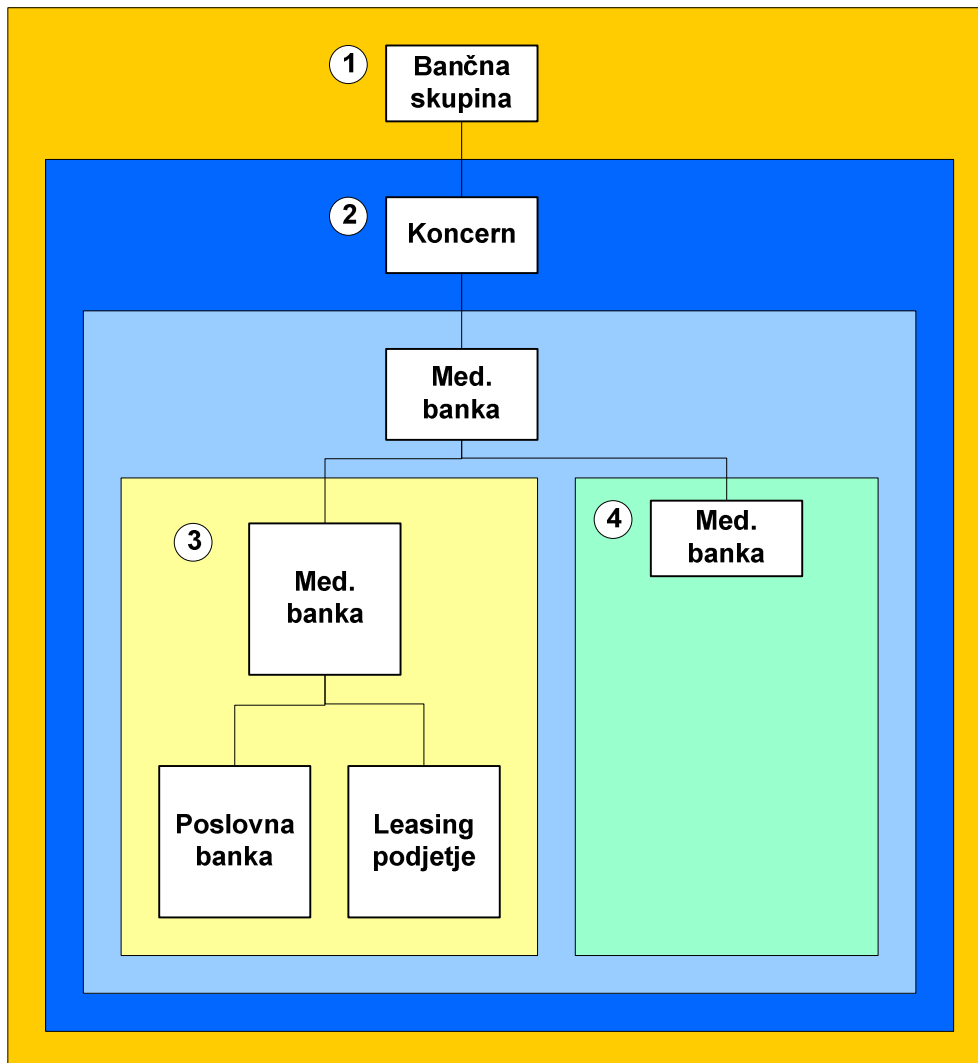 1
Bančna
skupina
2
Koncern
Med.
banka
3
Med.
banka
4
Med.
banka
Poslovna
banka
Leasing
podjetje